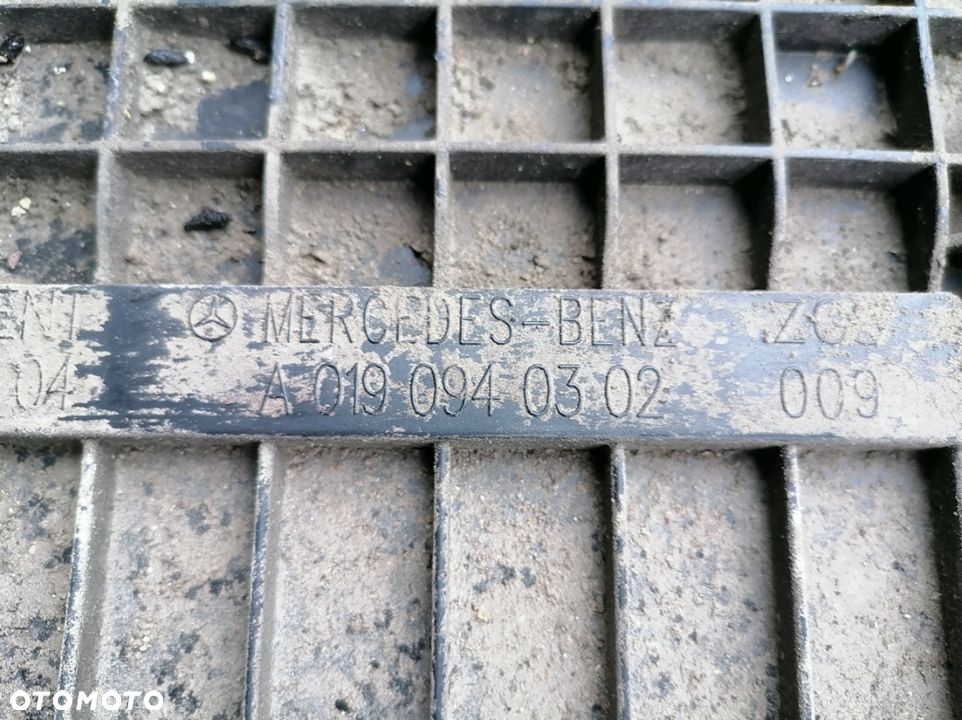 MERCEDES-BENZ
04 A 019 094 03 02 009
OTOMOTO